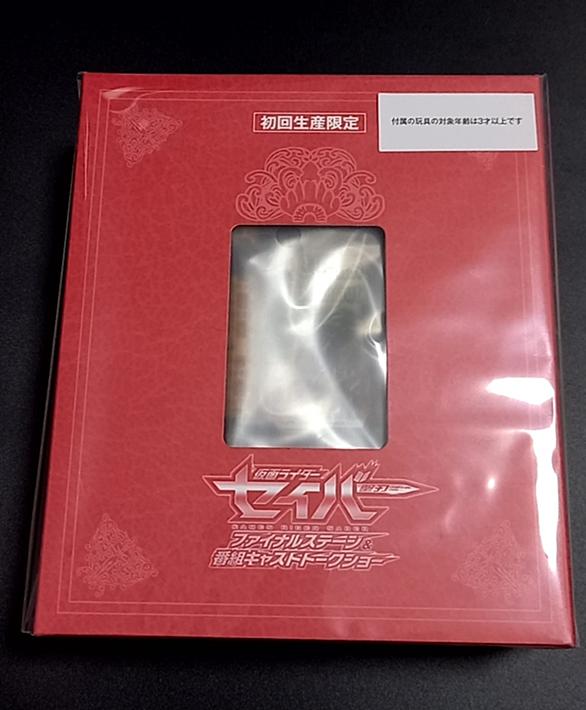 初回生産限定
付属の玩具の対象年齢は3才以上です
仮面ライダー
セイバー
聖刃
KAMEN RIDER SABER
ファイナルステージ&
番組キャストトークショー